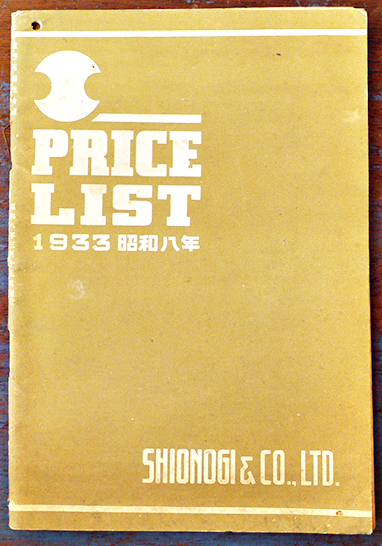 PRICE
LIST
1933 昭和八年
SHIONOGI & CO., LTD.